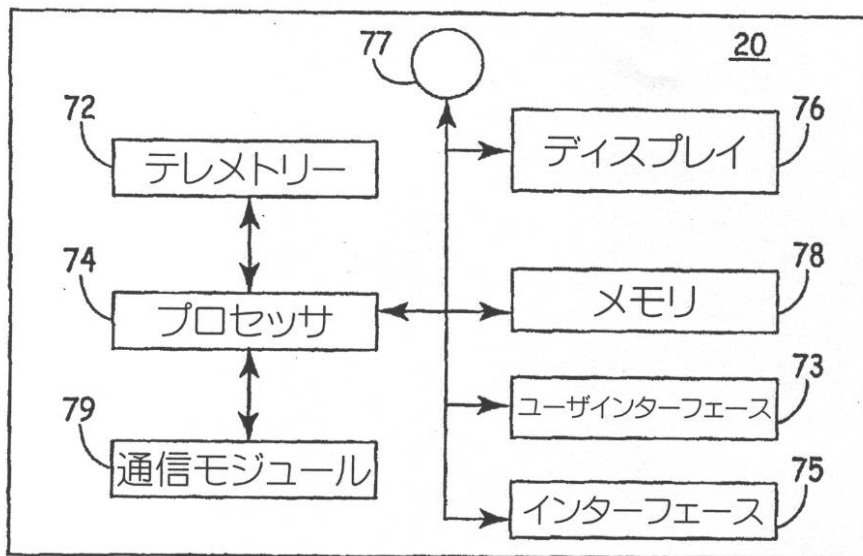 77
20
72
テレメトリー
ディスプレイ
76
74
プロセッサ
メモリ
78
ユーザインターフェース
73
79
通信モジュール
インターフェース
75